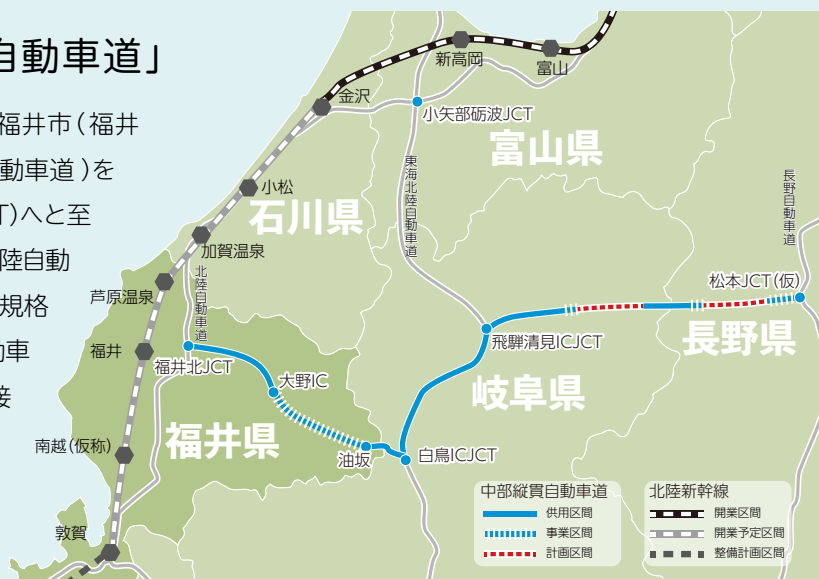 自動車道」
福井市（福井
動車道）を
T)へと至
陸自動
規格
動車
接
新高岡
富山
金沢
小矢部砺波JCT
富山県
東海北陸自動車道
長野自動車道
小松
石川県
加賀温泉
北陸自動車道
芦原温泉
松本JCT(仮)
飛騨清見ICJCT
長野県
福井
福井北JCT
大野IC
岐阜県
福井県
南越(仮称)
油坂
白鳥ICJCT
敦賀
中部縦貫自動車道
供用区間
事業区間
計画区間
北陸新幹線
開業区間
開業予定区間
整備計画区間